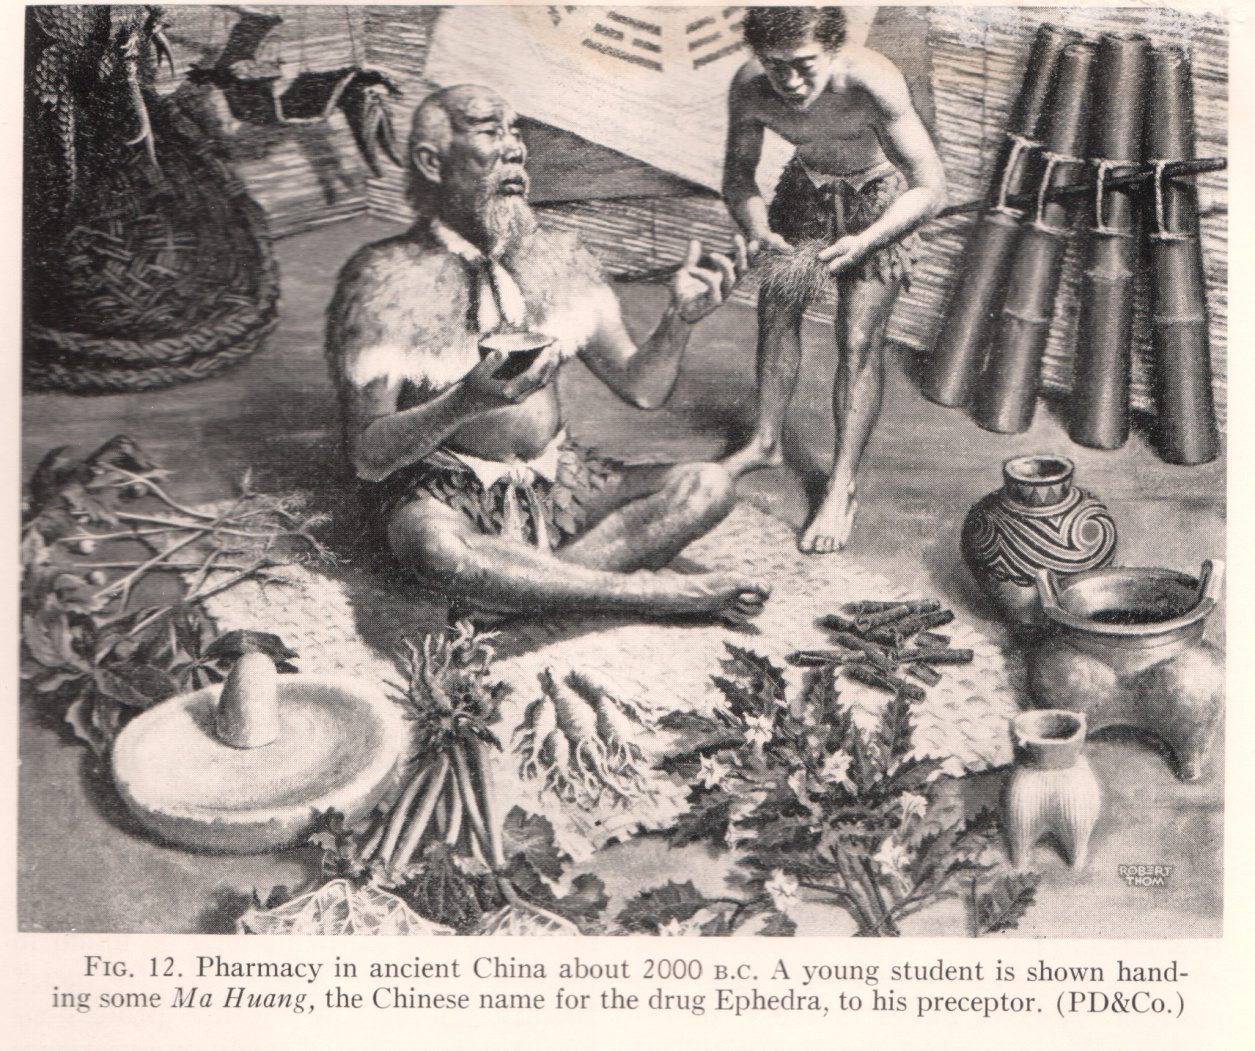 ROBERT
THOM
FIG. 12. Pharmacy in ancient China about 2000 B.C. A young student is shown hand-
ing some Ma Huang, the Chinese name for the drug Ephedra, to his preceptor. (PD&Co.)